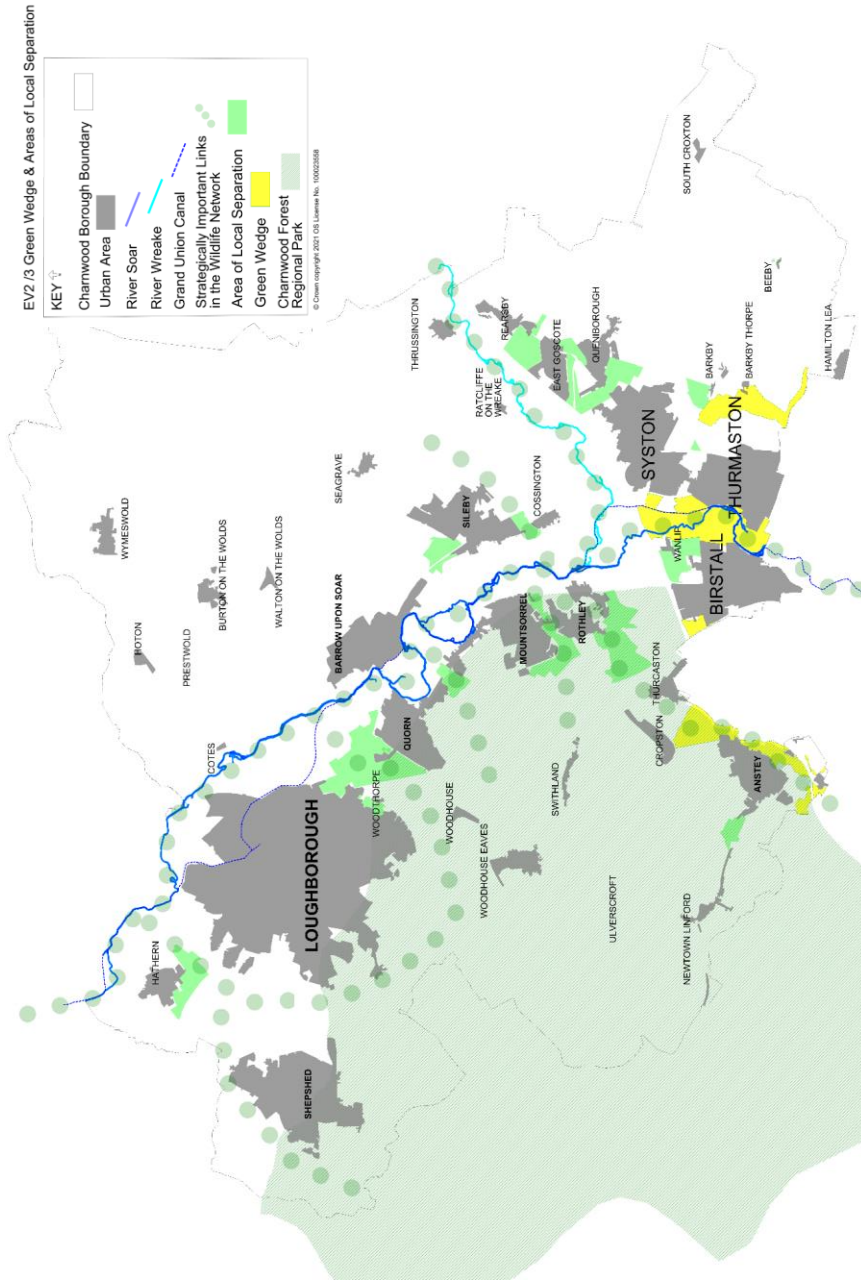 EV2 /3 Green Wedge & Areas of Local Separation
KEY
Charnwood Borough Boundary
Urban Area
River Soar
River Wreake
Grand Union Canal
Strategically Important Links
in the Wildlife Network
Area of Local Separation
Green Wedge
Charnwood Forest
Regional Park
© Crown copyright 2021 OS License No. 100023558
WYMESWOLD
HOTON
PRESTWOLD
BURTON ON THE WOLDS
WALTON ON THE WOLDS
COTES
HATHERN
SHEPSHED
LOUGHBOROUGH
BARROW UPON SOAR
SEAGRAVE
SILEBY
COSSINGTON
THRUSSINGTON
RATCLIFFE
ON THE
WREAKE
REARSBY
EAST GOSCOTE
QUENIBOROUGH
SOUTH CROXTON
QUORN
WOODTHORPE
WOODHOUSE
WOODHOUSE EAVES
MOUNTSORREL
ROTHLEY
SWITHLAND
ULVERSCROFT
NEWTOWN LINFORD
CROPSTON
THURCASTON
ANSTEY
WANLIP
BIRSTALL
SYSTON
THURMASTON
BARKBY
BARKBY THORPE
BEEBY
HAMILTON LEA